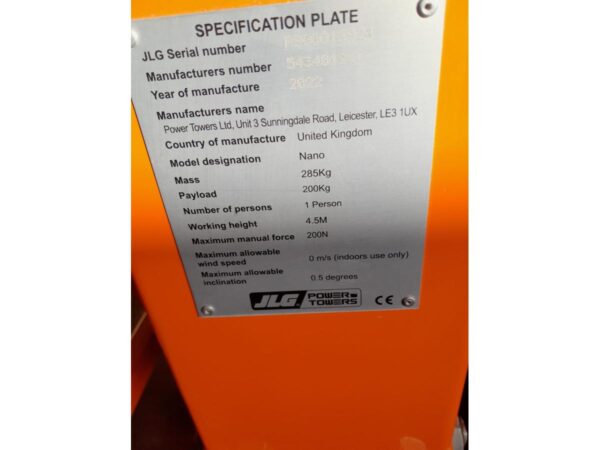 SPECIFICATION PLATE
JLG Serial number
Manufacturers number
Year of manufacture 2022
Manufacturers name
Power Towers Ltd, Unit 3 Sunningdale Road, Leicester, LE3 1UX
Country of manufacture United Kingdom
Model designation Nano
Mass 285Kg
Payload 200Kg
Number of persons 1 Person
Working height 4.5M
Maximum manual force 200N
Maximum allowable
wind speed 0 m/s (indoors use only)
Maximum allowable
inclination 0.5 degrees
JLG POWER
TOWERS CE